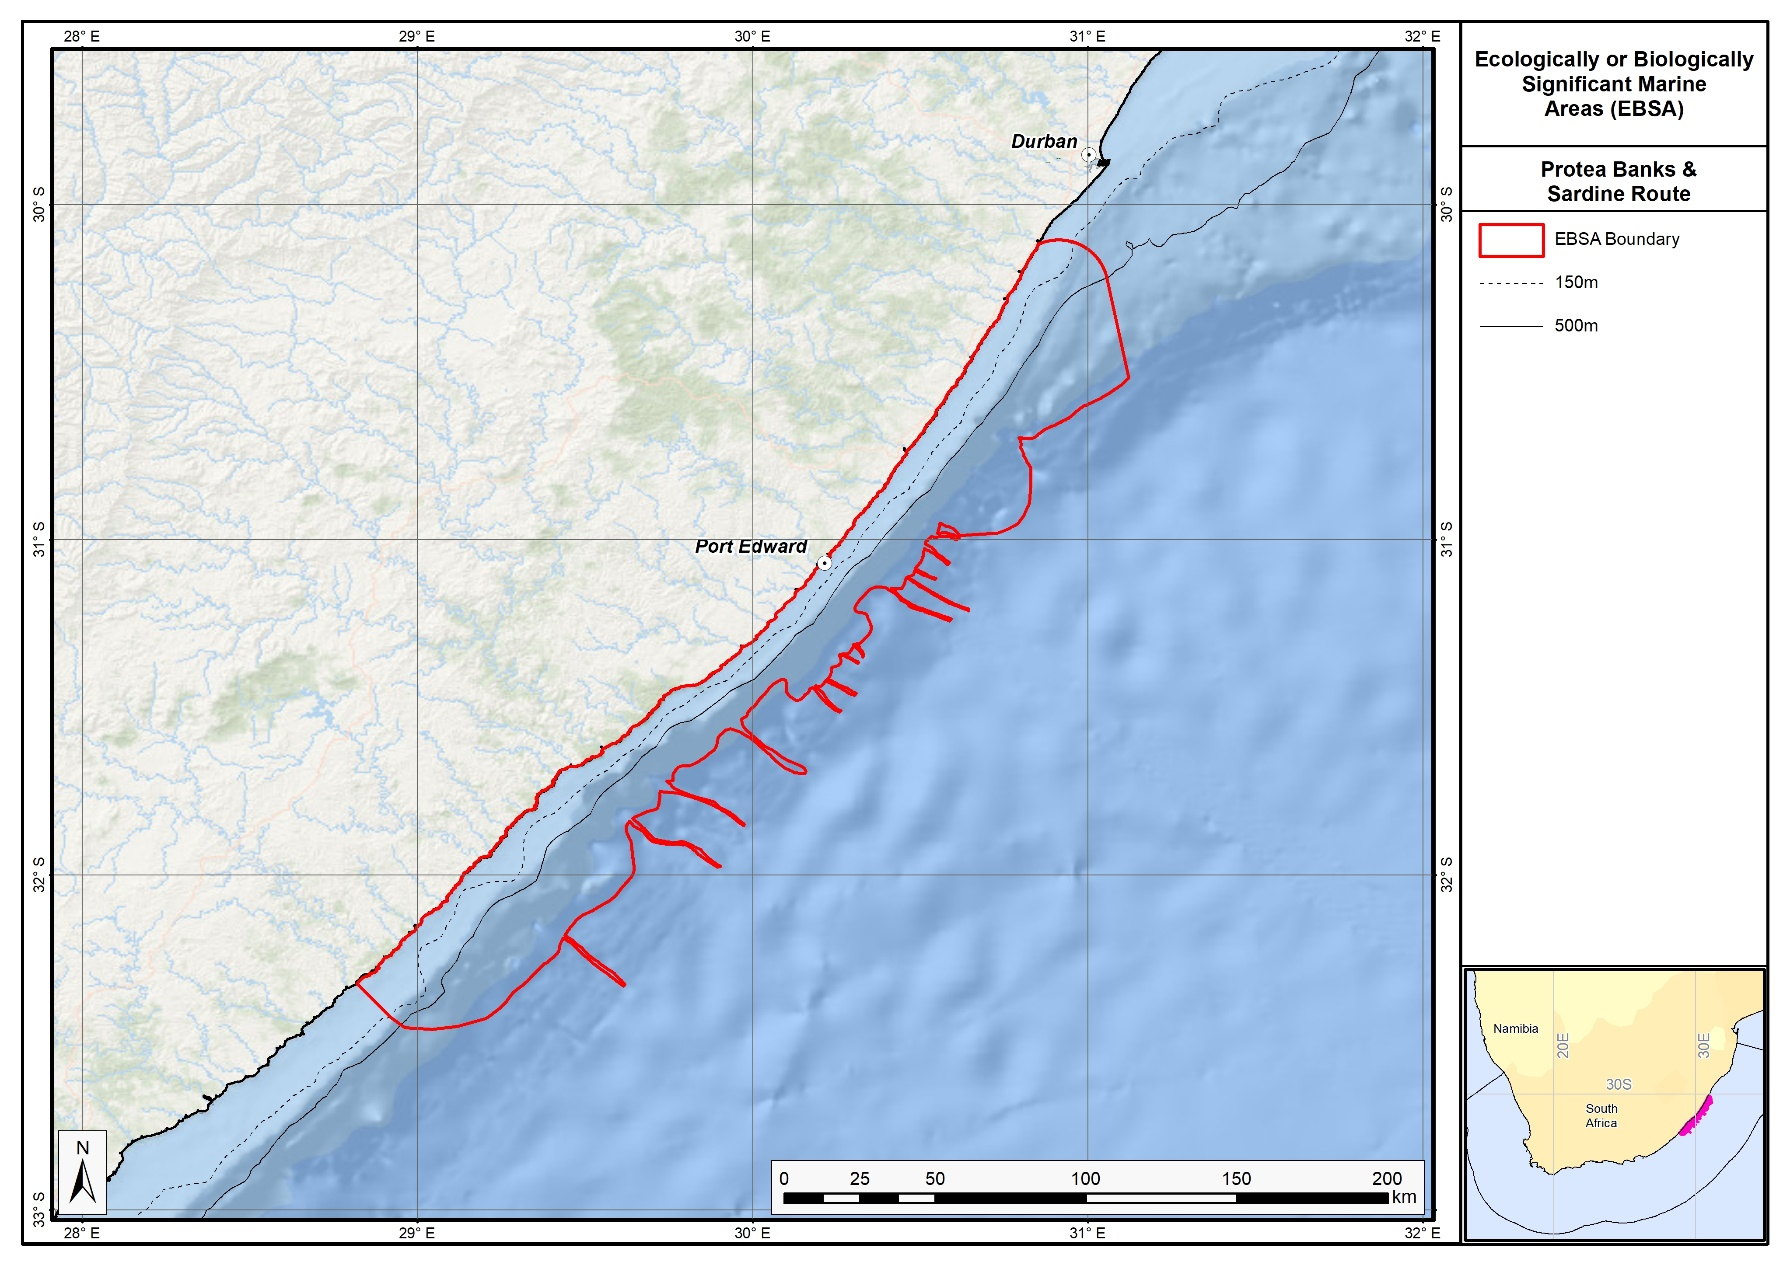 28° E
29° E
30° E
31° E
32° E
Ecologically or Biologically
Significant Marine
Areas (EBSA)
Protea Banks &
Sardine Route
EBSA Boundary
150m
500m
Durban
Port Edward
30° S
30° S
31° S
31° S
32° S
32° S
33° S
N
0
25
50
100
150
200
km
28° E
29° E
30° E
31° E
32° E
Namibia
20E
30E
30S
South
Africa